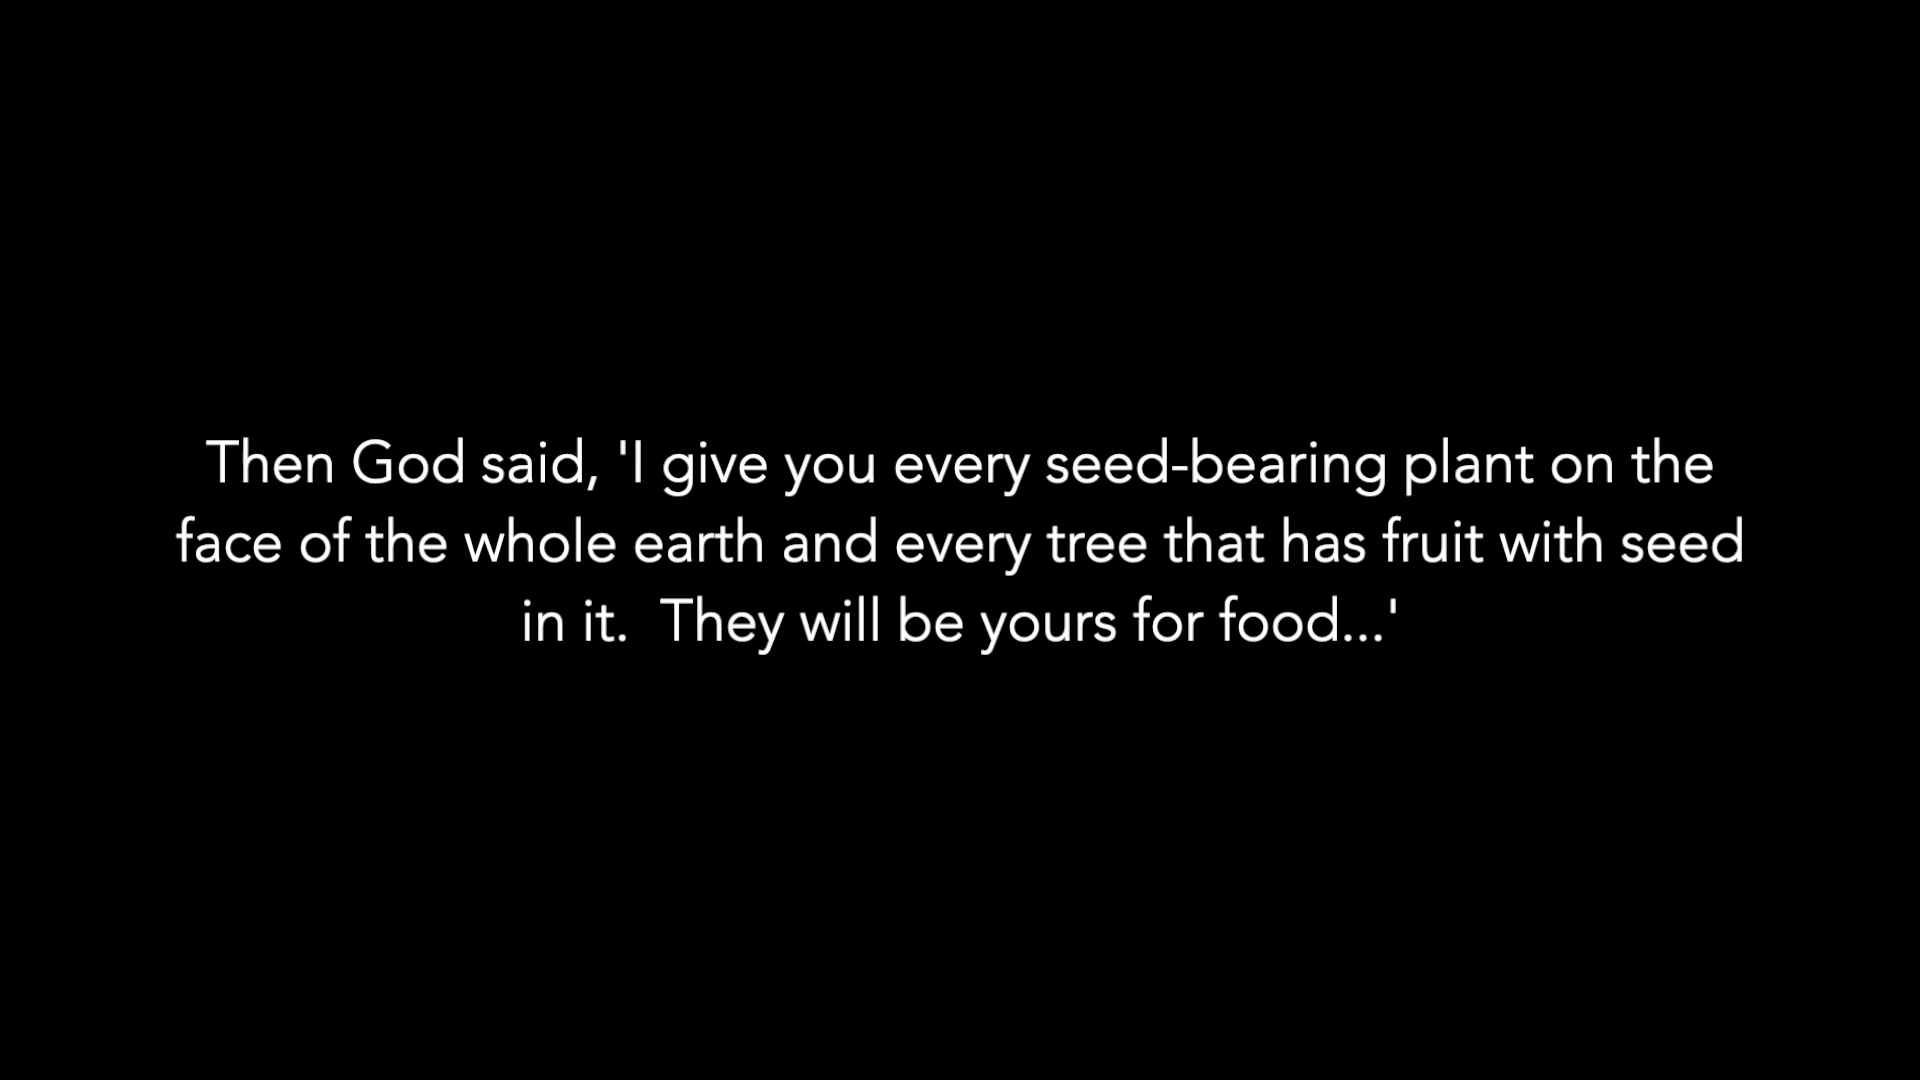 Then God said, 'I give you every seed-bearing plant on the
face of the whole earth and every tree that has fruit with seed
in it.  They will be yours for food...'